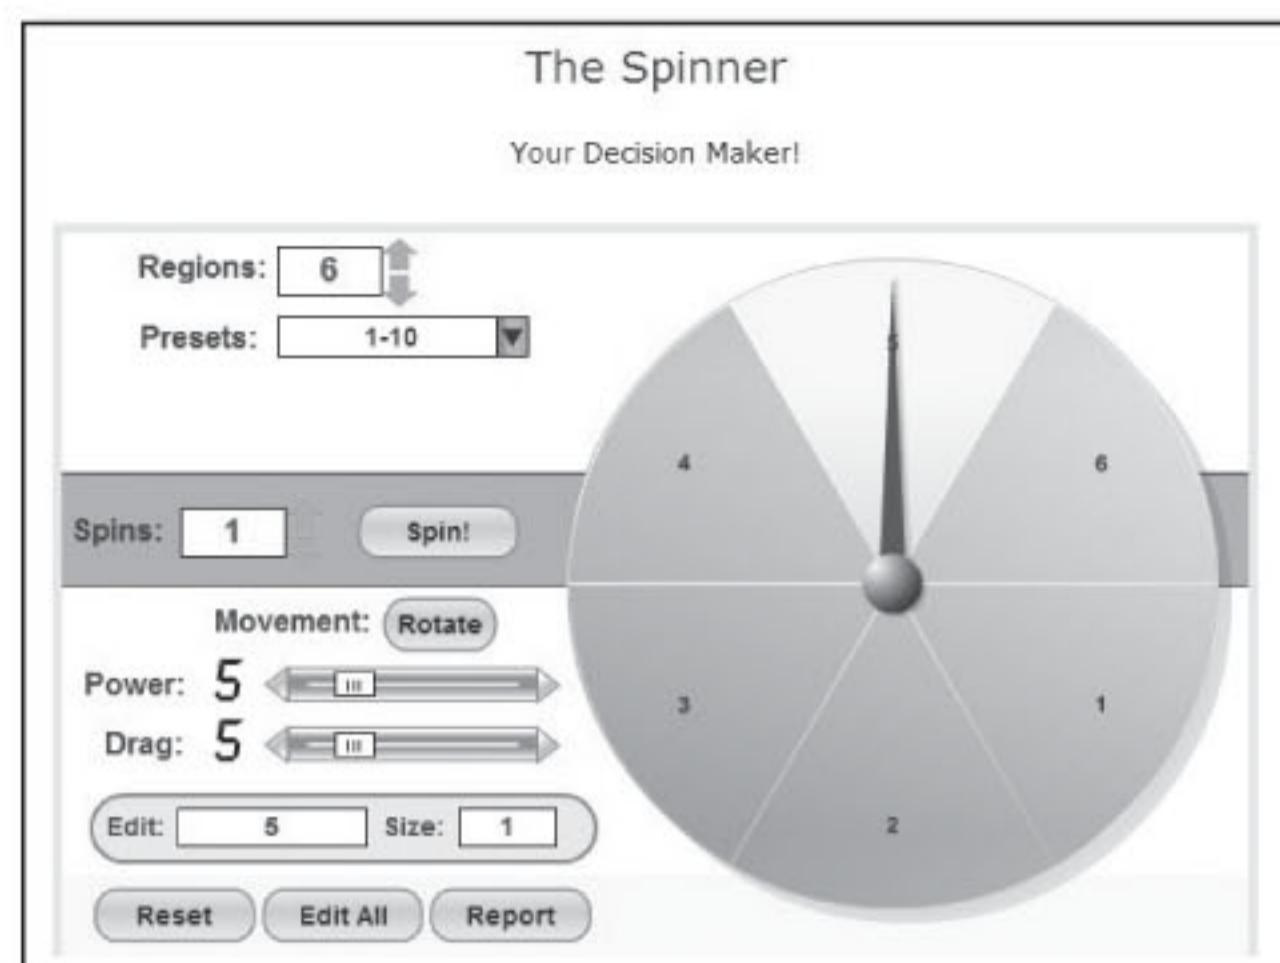 The Spinner
Your Decision Maker!
Regions: 6
Presets: 1-10
Spins: 1 Spin!
Movement: Rotate
Power: 5
Drag: 5
Edit: 5 Size: 1
Reset Edit All Report
5
4 6
3 1
2